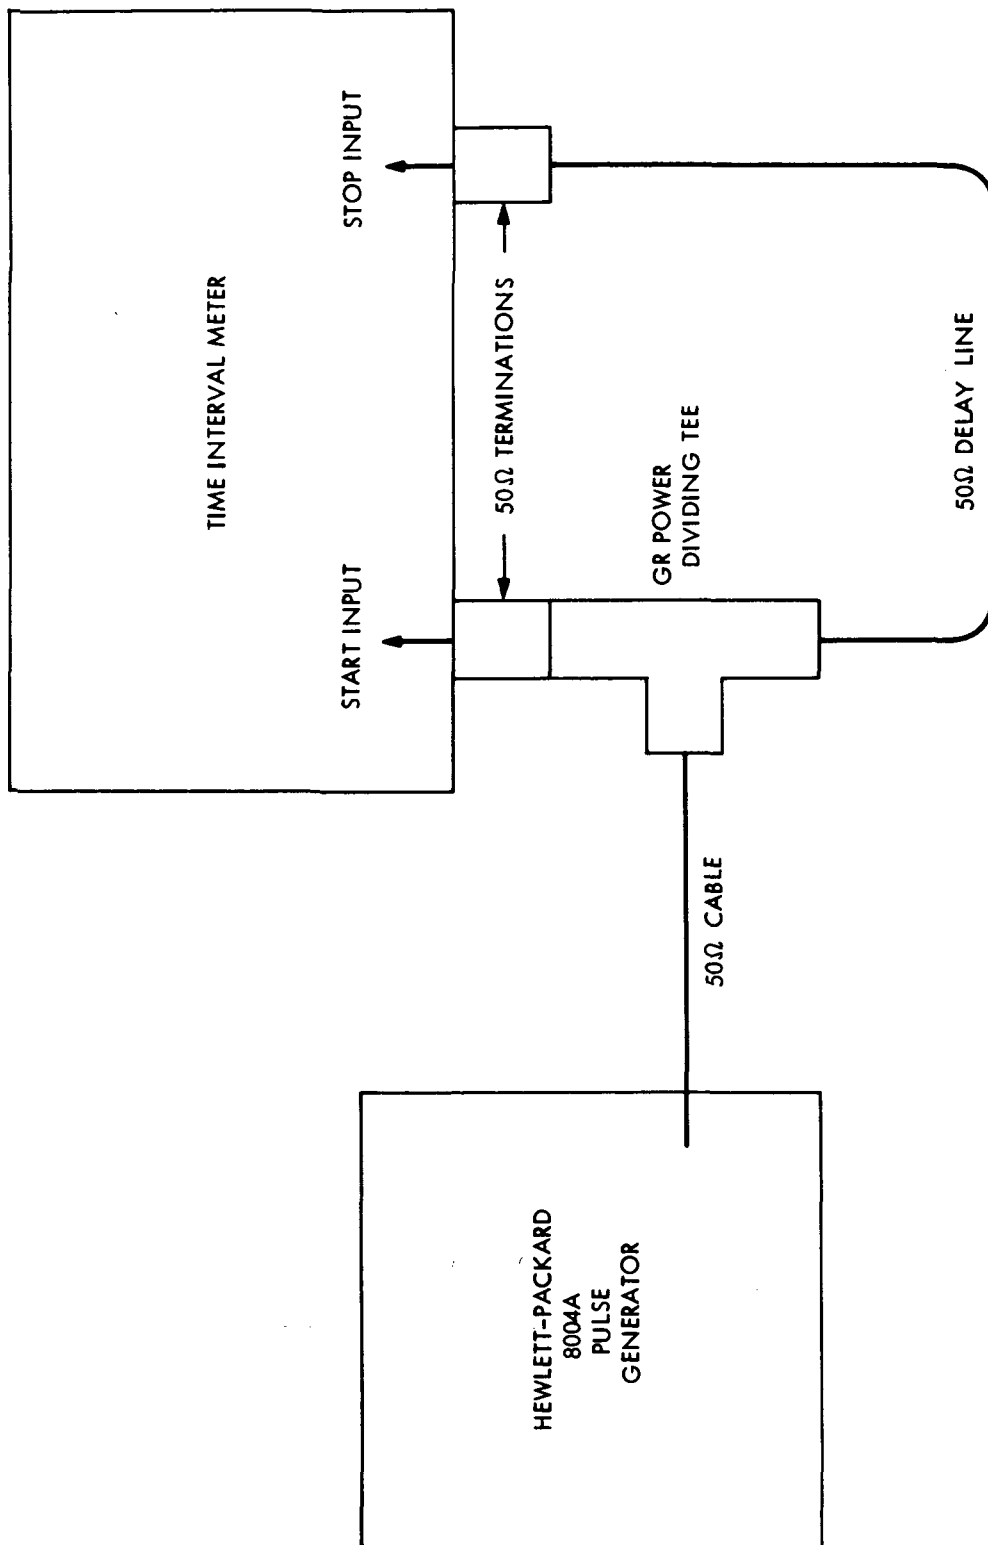 TIME INTERVAL METER
START INPUT
STOP INPUT
50Ω TERMINATIONS
GR POWER
DIVIDING TEE
50Ω DELAY LINE
50Ω CABLE
HEWLETT-PACKARD
8004A
PULSE
GENERATOR